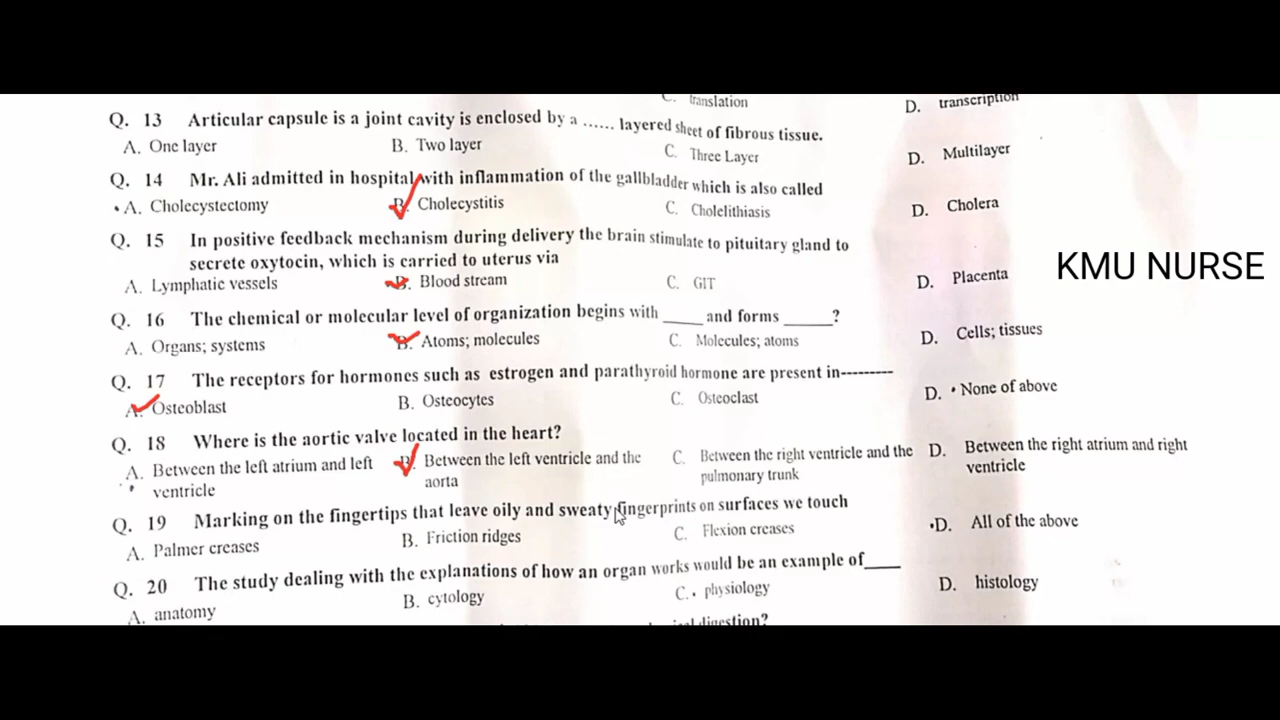 C. translation D. transcription
Q. 13 Articular capsule is a joint cavity is enclosed by a ...... layered sheet of fibrous tissue.
A. One layer B. Two layer C. Three Layer D. Multilayer
Q. 14 Mr. Ali admitted in hospital with inflammation of the gallbladder which is also called
A. Cholecystectomy B. Cholecystitis C. Cholelithiasis D. Cholera
Q. 15 In positive feedback mechanism during delivery the brain stimulate to pituitary gland to
secrete oxytocin, which is carried to uterus via
A. Lymphatic vessels B. Blood stream C. GIT D. Placenta
KMU NURSE
Q. 16 The chemical or molecular level of organization begins with ____ and forms _____?
A. Organs; systems B. Atoms; molecules C. Molecules; atoms D. Cells; tissues
Q. 17 The receptors for hormones such as estrogen and parathyroid hormone are present in---------
A. Osteoblast B. Osteocytes C. Osteoclast D. None of above
Q. 18 Where is the aortic valve located in the heart?
A. Between the left atrium and left B. Between the left ventricle and the C. Between the right ventricle and the D. Between the right atrium and right
ventricle aorta pulmonary trunk ventricle
Q. 19 Marking on the fingertips that leave oily and sweaty fingerprints on surfaces we touch
A. Palmer creases B. Friction ridges C. Flexion creases D. All of the above
Q. 20 The study dealing with the explanations of how an organ works would be an example of____
A. anatomy B. cytology C. physiology D. histology
digestion?